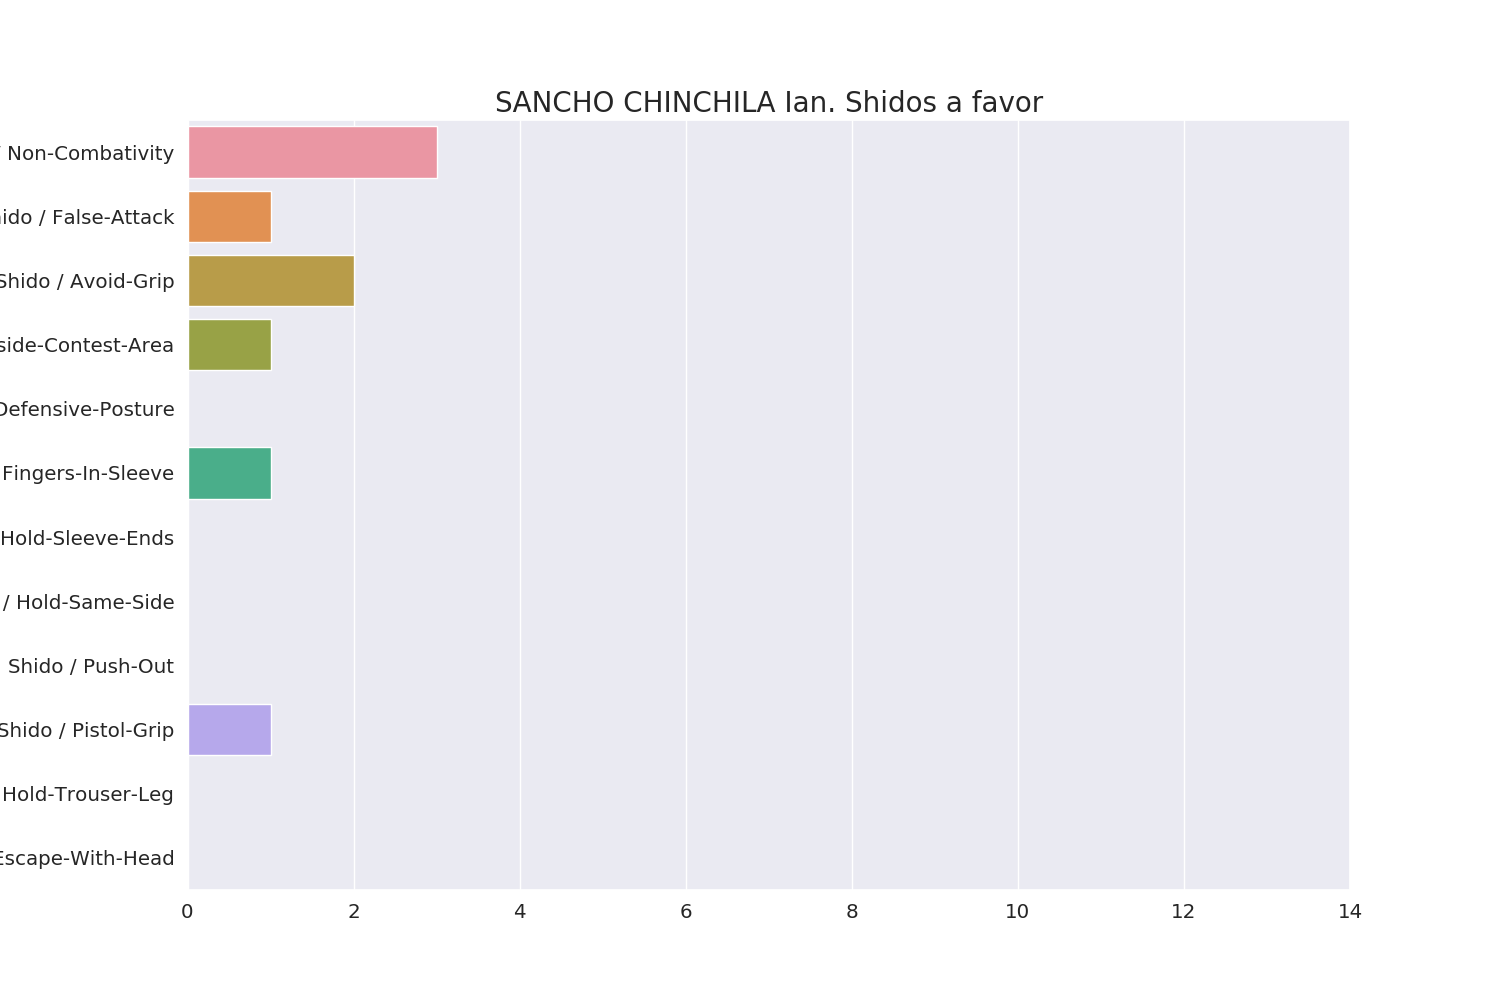 SANCHO CHINCHILA Ian. Shidos a favor
/ Non-Combativity
ido / False-Attack
Shido / Avoid-Grip
side-Contest-Area
Defensive-Posture
Fingers-In-Sleeve
Hold-Sleeve-Ends
/ Hold-Same-Side
Shido / Push-Out
Shido / Pistol-Grip
Hold-Trouser-Leg
Escape-With-Head
0 2 4 6 8 10 12 14